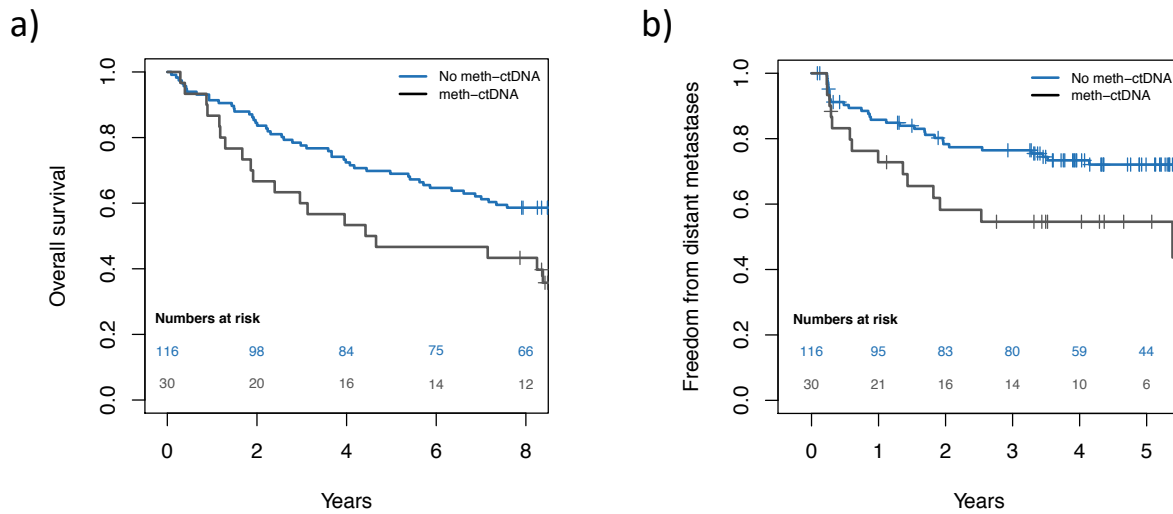 a)
No meth−ctDNA
meth−ctDNA
Overall survival
1.0
0.8
0.6
0.4
0.2
0.0
Numbers at risk
116 98 84 75 66
30 20 16 14 12
0 2 4 6 8
Years
b)
No meth−ctDNA
meth−ctDNA
Freedom from distant metastases
1.0
0.8
0.6
0.4
0.2
0.0
Numbers at risk
116 95 83 80 59 44
30 21 16 14 10 6
0 1 2 3 4 5
Years